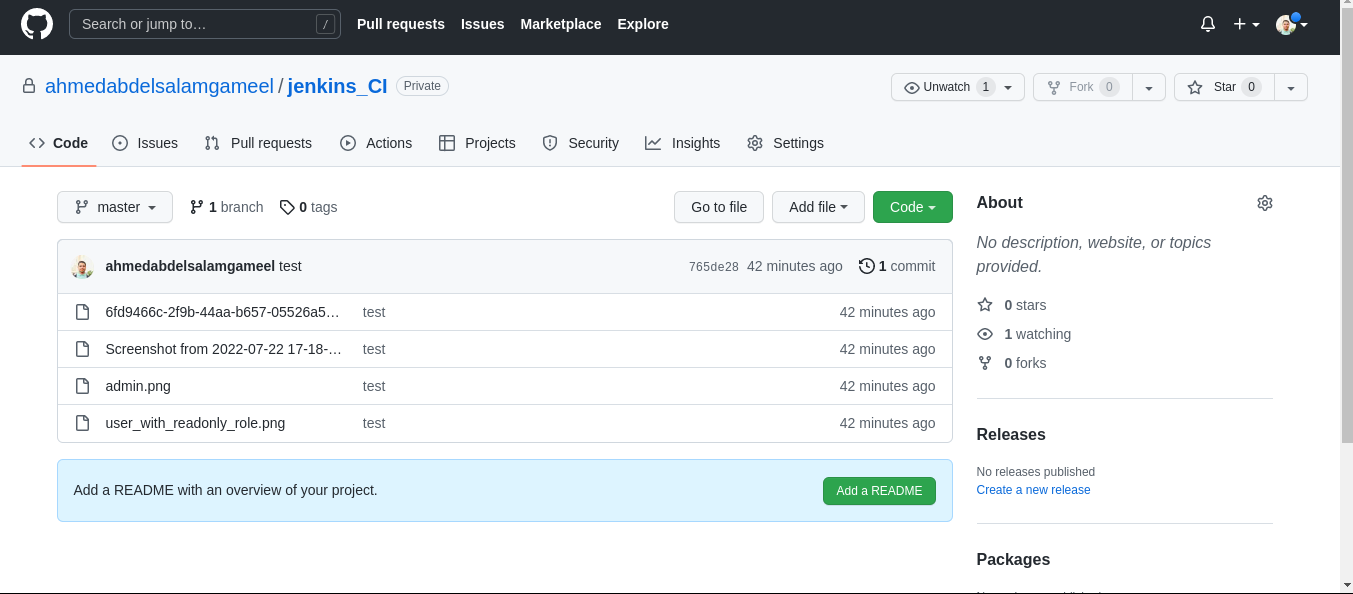 Search or jump to… / Pull requests Issues Marketplace Explore
ahmedabdelsalamgameel / jenkins_CI Private Unwatch 1 Fork 0 Star 0
Code Issues Pull requests Actions Projects Security Insights Settings
master 1 branch 0 tags Go to file Add file Code
ahmedabdelsalamgameel test 765de28 42 minutes ago 1 commit
6fd9466c-2f9b-44aa-b657-05526a5… test 42 minutes ago
Screenshot from 2022-07-22 17-18-… test 42 minutes ago
admin.png test 42 minutes ago
user_with_readonly_role.png test 42 minutes ago
Add a README with an overview of your project. Add a README
About
No description, website, or topics
provided.
0 stars
1 watching
0 forks
Releases
No releases published
Create a new release
Packages